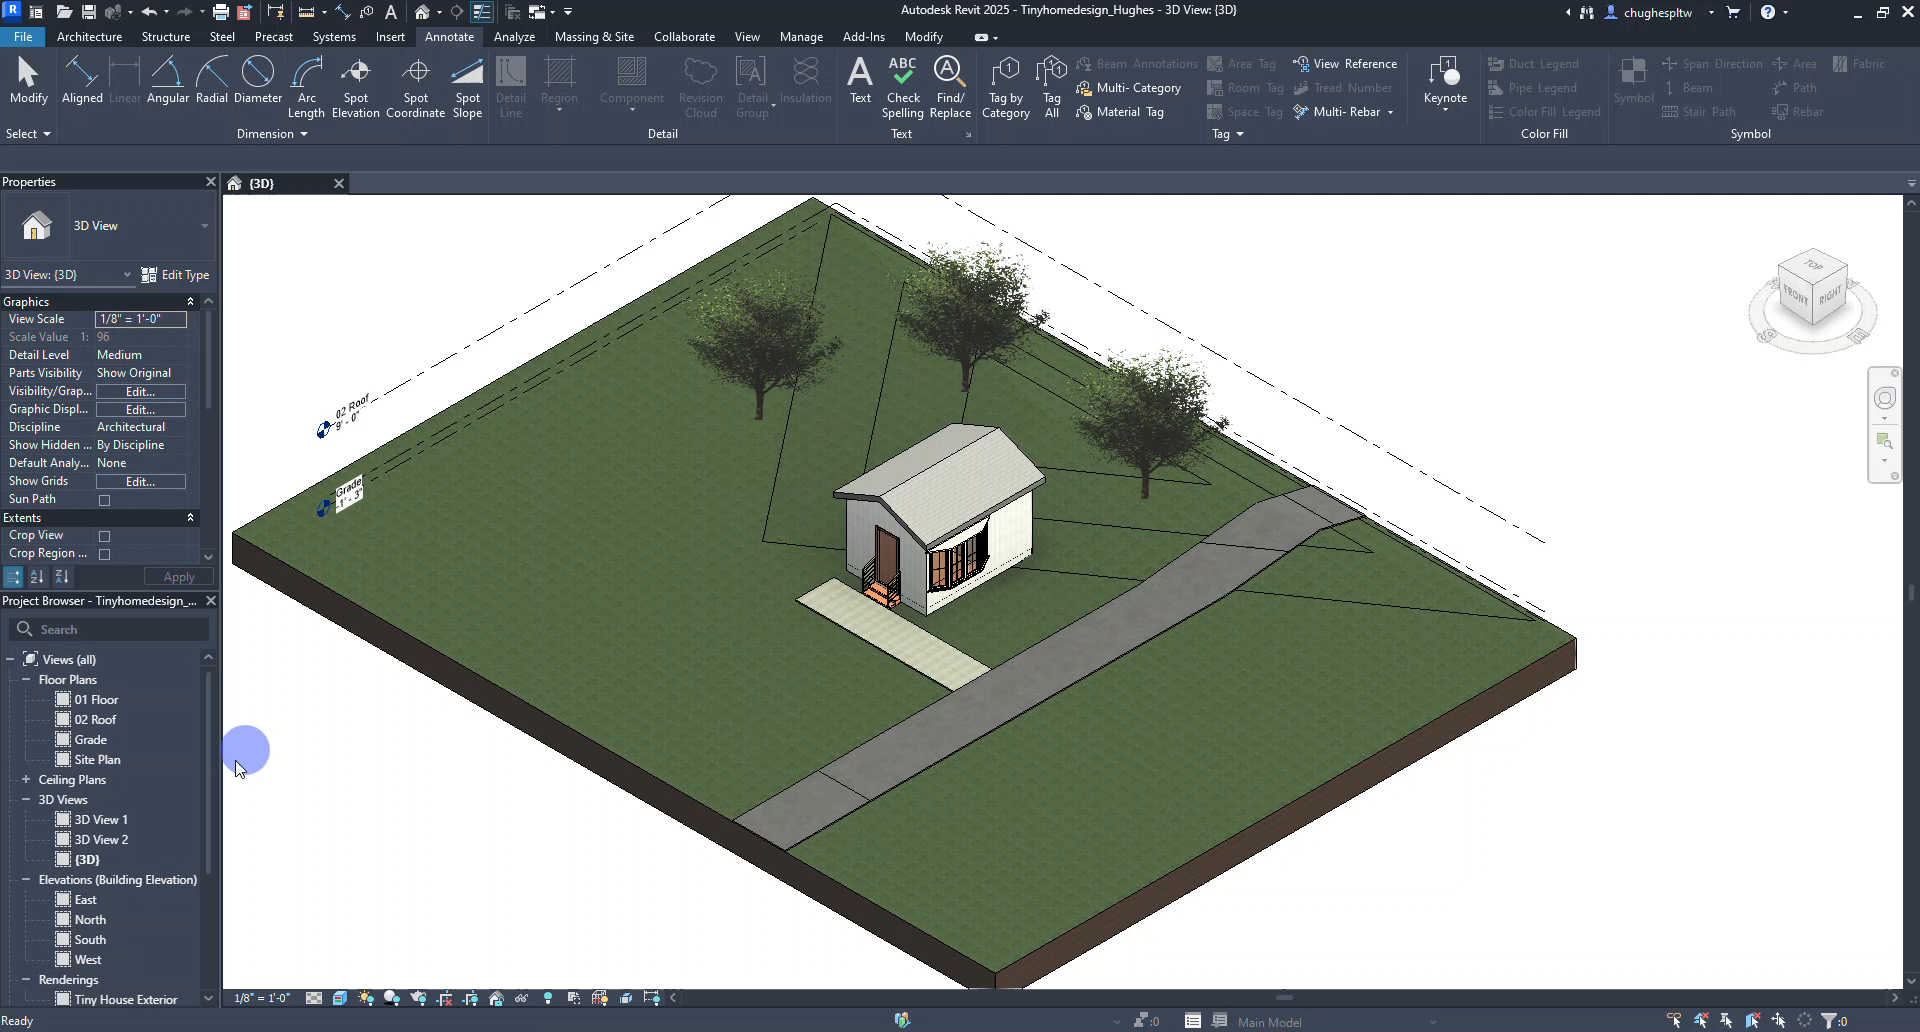 Autodesk Revit 2025 - Tinyhomedesign_Hughes - 3D View: {3D}
chughespltw
File Architecture Structure Steel Precast Systems Insert Annotate Analyze Massing & Site Collaborate View Manage Add-Ins Modify
Modify Aligned Linear Angular Radial Diameter Arc Length Spot Elevation Spot Coordinate Spot Slope
Detail Line Region Component Revision Cloud Detail Group Insulation
ABC
Text Check Spelling Find/ Replace
Tag by Category Tag All
Beam Annotations Area Tag View Reference
Multi- Category Room Tag Tread Number
Material Tag Space Tag Multi- Rebar
Keynote
Duct Legend
Pipe Legend
Color Fill Legend
Symbol
Span Direction Area Fabric
Beam Path
Stair Path Rebar
Select Dimension Detail Text Tag Color Fill Symbol
Properties
{3D}
3D View
3D View: {3D} Edit Type
Graphics
View Scale 1/8" = 1'-0"
Scale Value 1: 96
Detail Level Medium
Parts Visibility Show Original
Visibility/Grap... Edit...
Graphic Displ... Edit...
Discipline Architectural
Show Hidden ... By Discipline
Default Analy... None
Show Grids Edit...
Sun Path
Extents
Crop View
Crop Region ...
Apply
Project Browser - Tinyhomedesign_...
Search
Views (all)
Floor Plans
01 Floor
02 Roof
Grade
Site Plan
Ceiling Plans
3D Views
3D View 1
3D View 2
{3D}
Elevations (Building Elevation)
East
North
South
West
Renderings
Tiny House Exterior
02 Roof
9' - 0"
Grade
-1' - 3"
TOP
FRONT
RIGHT
1/8" = 1'-0"
Ready
:0
Main Model
:0